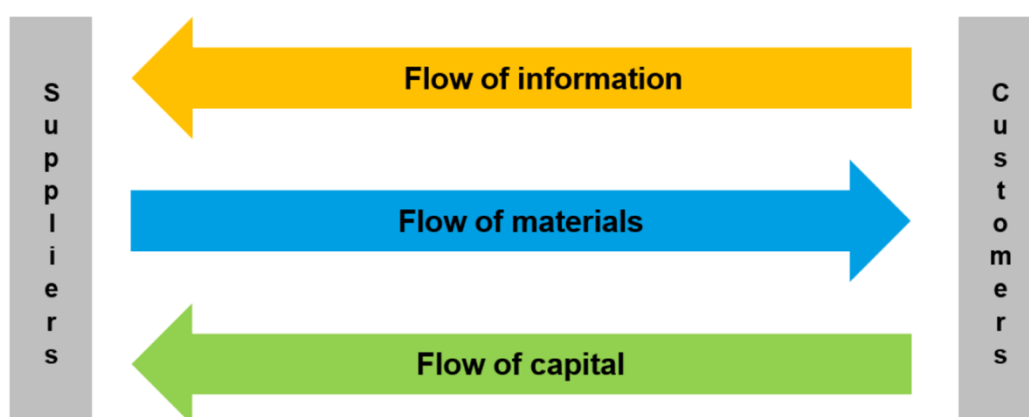 Suppliers
Flow of information
Flow of materials
Flow of capital
Customers